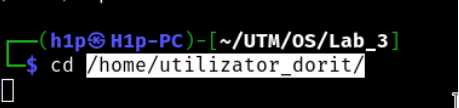 ┌──(h1p㉿H1p-PC)-[~/UTM/OS/Lab_3]
└─$ cd /home/utilizator_dorit/